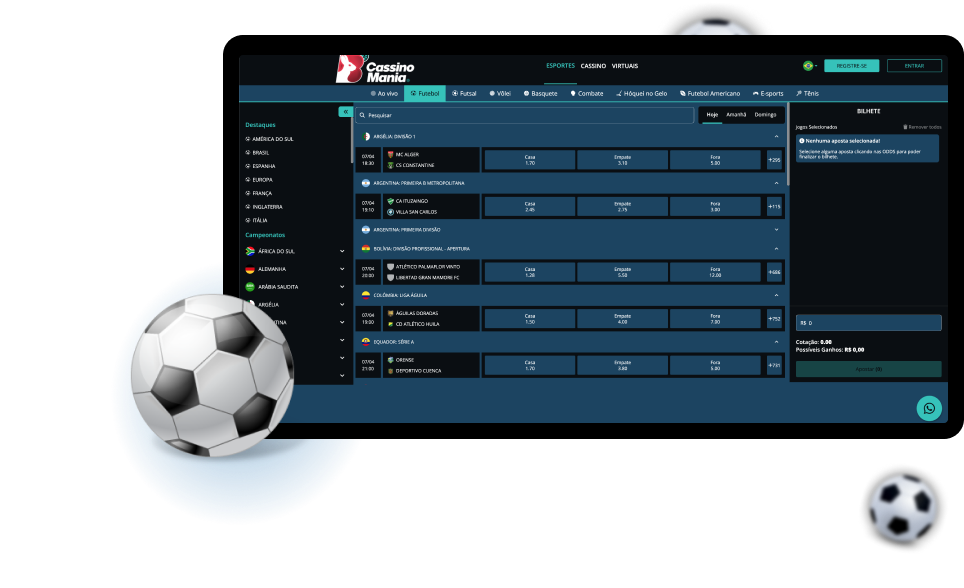 Cassino
Mania
ESPORTES CASSINO VIRTUAIS
REGISTRE-SE
ENTRAR
Ao vivo Futebol Futsal Vôlei Basquete Combate Hóquei no Gelo Futebol Americano E-sports Tênis
«
Pesquisar
Hoje Amanhã Domingo
BILHETE
Jogos Selecionados
Remover todos
Nenhuma aposta selecionada!
Selecione alguma aposta clicando nas ODDS para puder
finalizar o bilhete.
Destaques
AMÉRICA DO SUL
BRASIL
ESPANHA
EUROPA
FRANÇA
INGLATERRA
ITÁLIA
Campeonatos
ÁFRICA DO SUL
ALEMANHA
ARÁBIA SAUDITA
ARGÉLIA
NTINA
ARGÉLIA: DIVISÃO 1
07/04
18:30
MC ALGER
CS CONSTANTINE
Casa
1.70
Empate
3.10
Fora
5.00
+295
ARGENTINA: PRIMEIRA B METROPOLITANA
07/04
19:10
CA ITUZAINGO
VILLA SAN CARLOS
Casa
2.45
Empate
2.75
Fora
3.00
+115
ARGENTINA: PRIMEIRA DIVISÃO
BOLÍVIA: DIVISÃO PROFISSIONAL - APERTURA
07/04
20:00
ATLÉTICO PALMAFLOR VINTO
LIBERTAD GRAN MAMORE FC
Casa
1.28
Empate
5.50
Fora
12.00
+686
COLÔMBIA: LIGA ÁGUILA
07/04
19:00
ÁGUILAS DORADAS
CD ATLÉTICO HUILA
Casa
1.50
Empate
4.00
Fora
7.00
+752
EQUADOR: SÉRIE A
07/04
21:00
ORENSE
DEPORTIVO CUENCA
Casa
1.70
Empate
3.80
Fora
5.00
+731
R$ 0
Cotação: 0.00
Possíveis Ganhos: R$ 0,00
Apostar (R$)